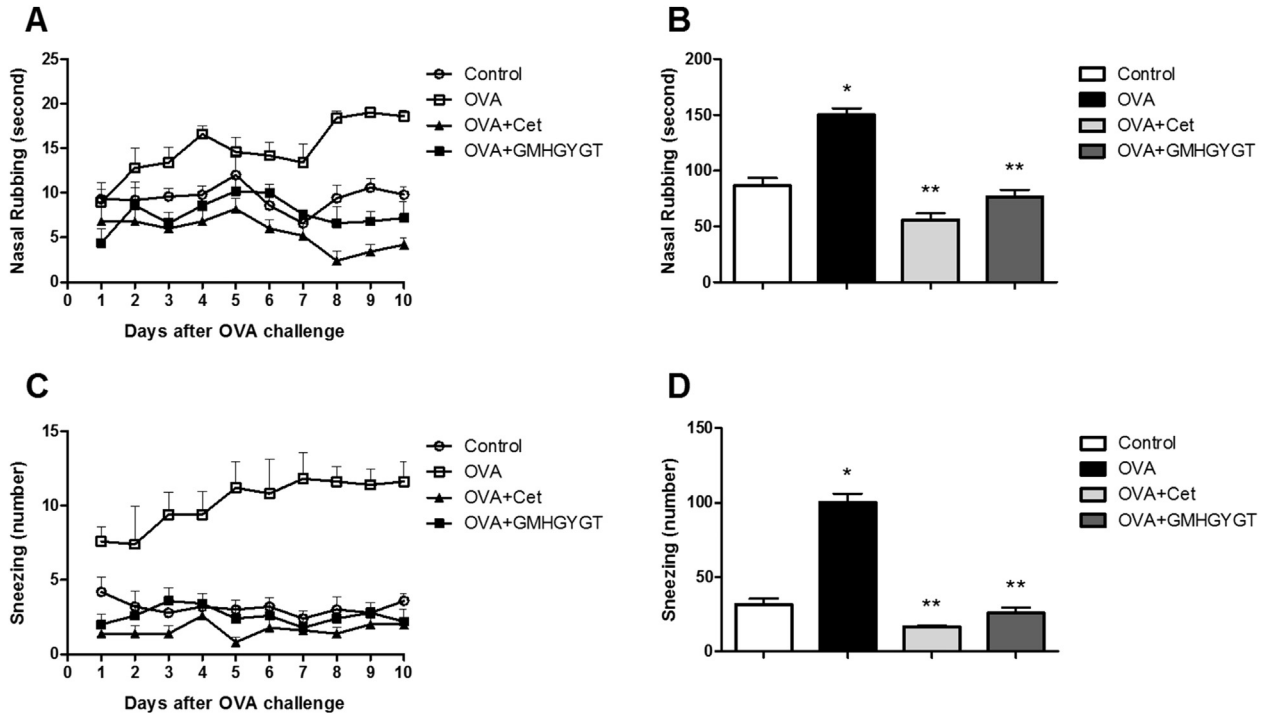 A
Nasal Rubbing (second)
25
20
15
10
5
0
0 1 2 3 4 5 6 7 8 9 10
Days after OVA challenge
Control
OVA
OVA+Cet
OVA+GMHGYGT
B
Nasal Rubbing (second)
200
150
100
50
0
*
**
**
Control
OVA
OVA+Cet
OVA+GMHGYGT
C
Sneezing (number)
15
10
5
0
0 1 2 3 4 5 6 7 8 9 10
Days after OVA challenge
Control
OVA
OVA+Cet
OVA+GMHGYGT
D
Sneezing (number)
150
100
50
0
*
**
**
Control
OVA
OVA+Cet
OVA+GMHGYGT